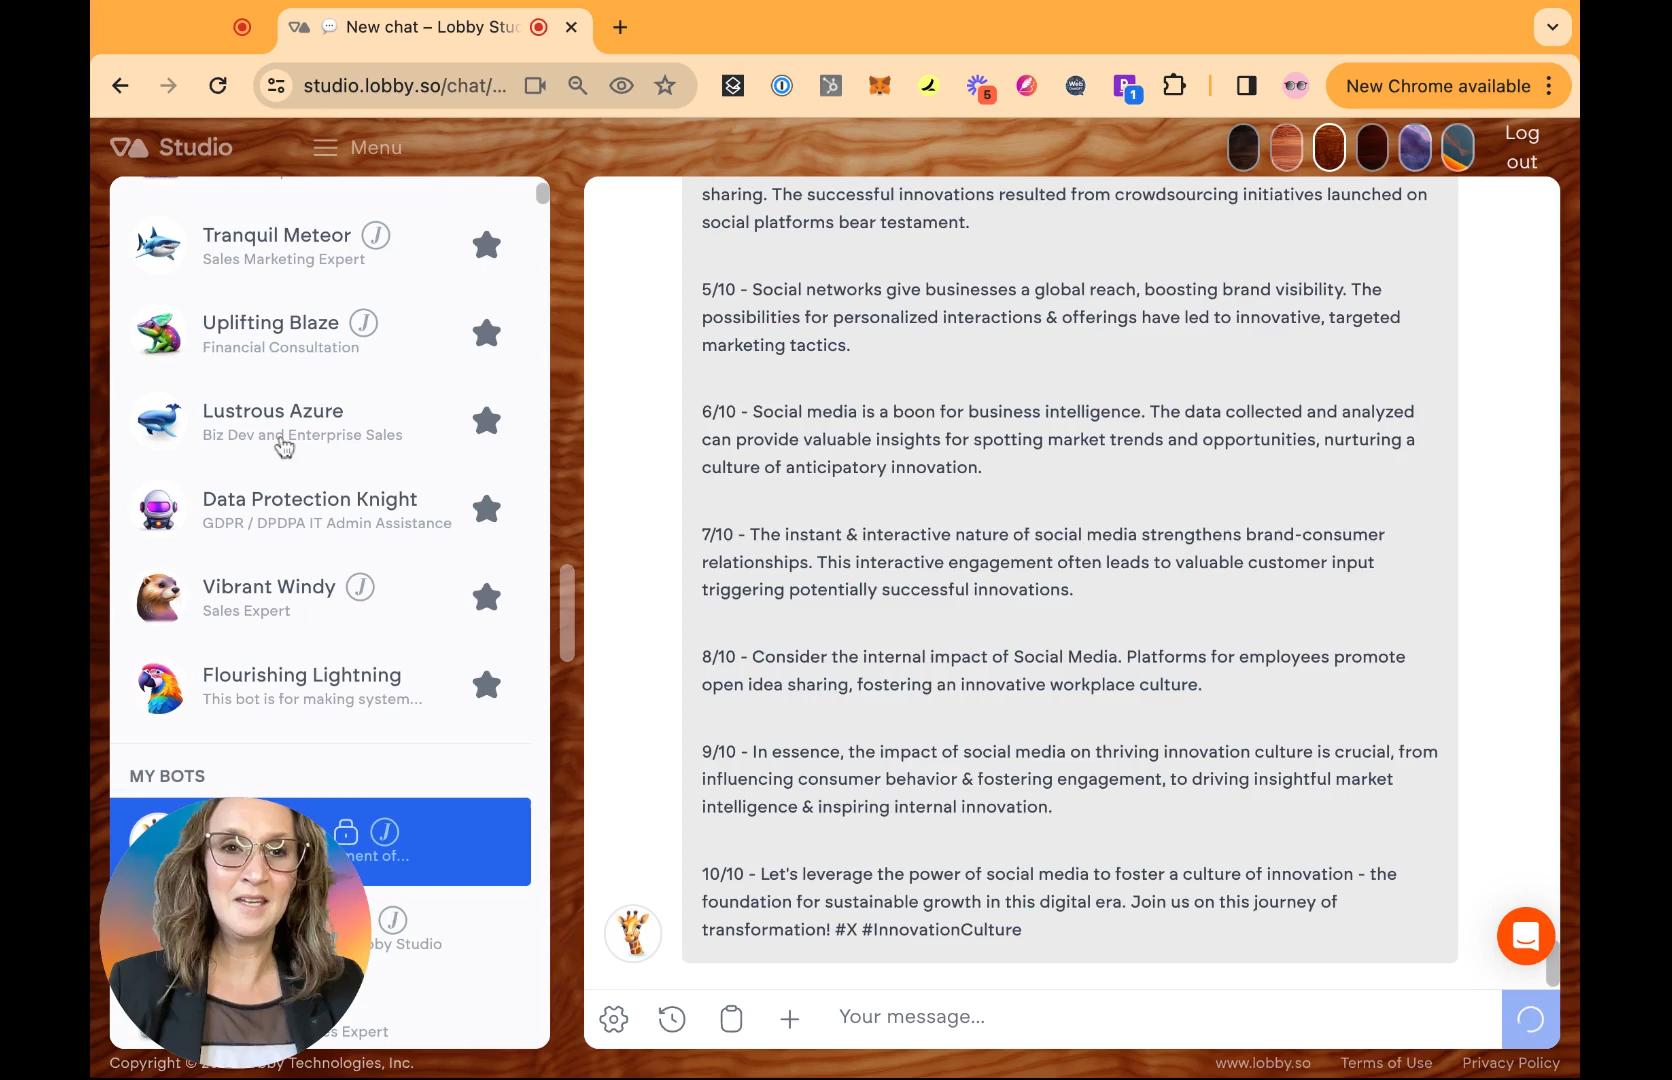 New chat – Lobby Stu
studio.lobby.so/chat/...
5
1
New Chrome available
Studio
Menu
Log
out
Tranquil Meteor J
Sales Marketing Expert
Uplifting Blaze J
Financial Consultation
Lustrous Azure
Biz Dev and Enterprise Sales
Data Protection Knight
GDPR / DPDPA IT Admin Assistance
Vibrant Windy J
Sales Expert
Flourishing Lightning
This bot is for making system...
MY BOTS
J
ment of...
J
Studio
Expert
sharing. The successful innovations resulted from crowdsourcing initiatives launched on
social platforms bear testament.
5/10 - Social networks give businesses a global reach, boosting brand visibility. The
possibilities for personalized interactions & offerings have led to innovative, targeted
marketing tactics.
6/10 - Social media is a boon for business intelligence. The data collected and analyzed
can provide valuable insights for spotting market trends and opportunities, nurturing a
culture of anticipatory innovation.
7/10 - The instant & interactive nature of social media strengthens brand-consumer
relationships. This interactive engagement often leads to valuable customer input
triggering potentially successful innovations.
8/10 - Consider the internal impact of Social Media. Platforms for employees promote
open idea sharing, fostering an innovative workplace culture.
9/10 - In essence, the impact of social media on thriving innovation culture is crucial, from
influencing consumer behavior & fostering engagement, to driving insightful market
intelligence & inspiring internal innovation.
10/10 - Let's leverage the power of social media to foster a culture of innovation - the
foundation for sustainable growth in this digital era. Join us on this journey of
transformation! #X #InnovationCulture
Your message...
Copyright © Technologies, Inc.
www.lobby.so
Terms of Use
Privacy Policy